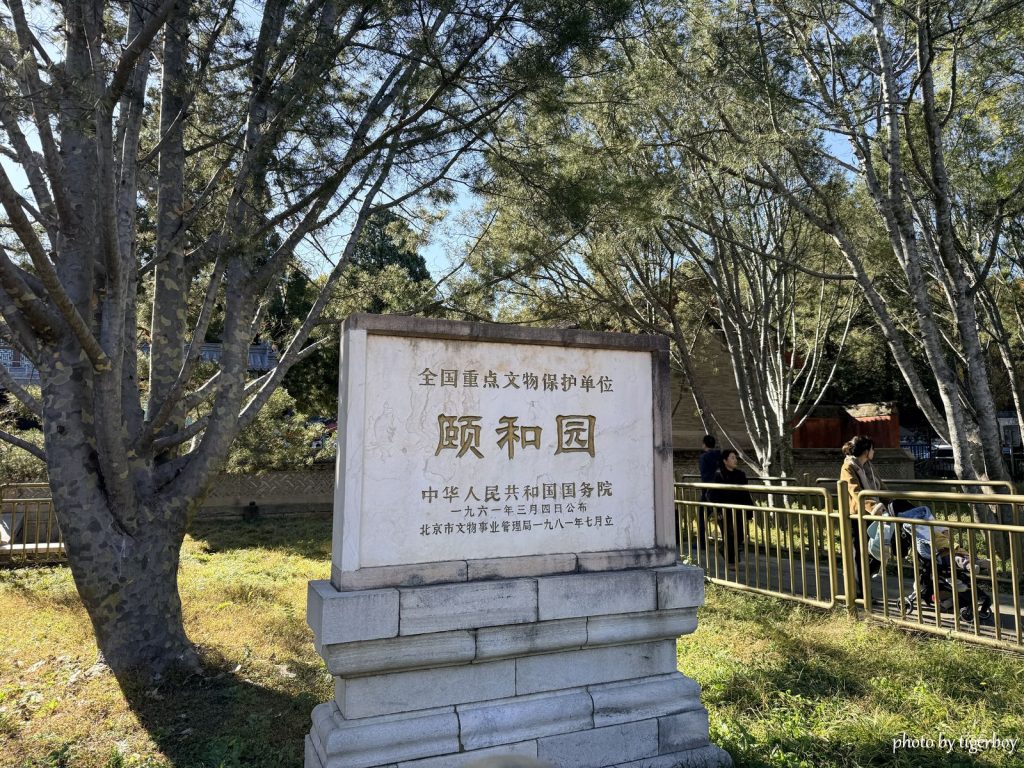 全国重点文物保护单位
颐和园
中华人民共和国国务院
一九六一年三月四日公布
北京市文物事业管理局一九八一年七月立
photo by tigerboy